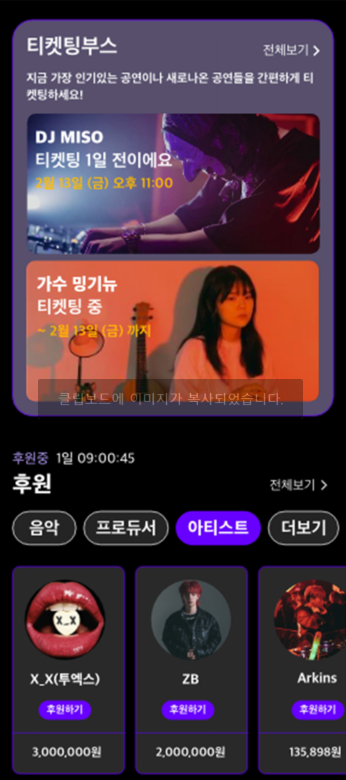 티켓팅부스
전체보기 >
지금 가장 인기있는 공연이나 새로나온 공연들을 간편하게 티
켓팅하세요!
DJ MISO
티켓팅 1일 전이에요
2월 13일 (금) 오후 11:00
가수 밍기뉴
티켓팅 중
~ 2월 13일 (금) 까지
클립보드에 이미지가 복사되었습니다.
후원중 1일 09:00:45
후원
전체보기 >
음악 프로듀서 아티스트 더보기
X_X
X_X(투엑스) ZB Arkins
후원하기 후원하기 후원하기
3,000,000원 2,000,000원 135,898원